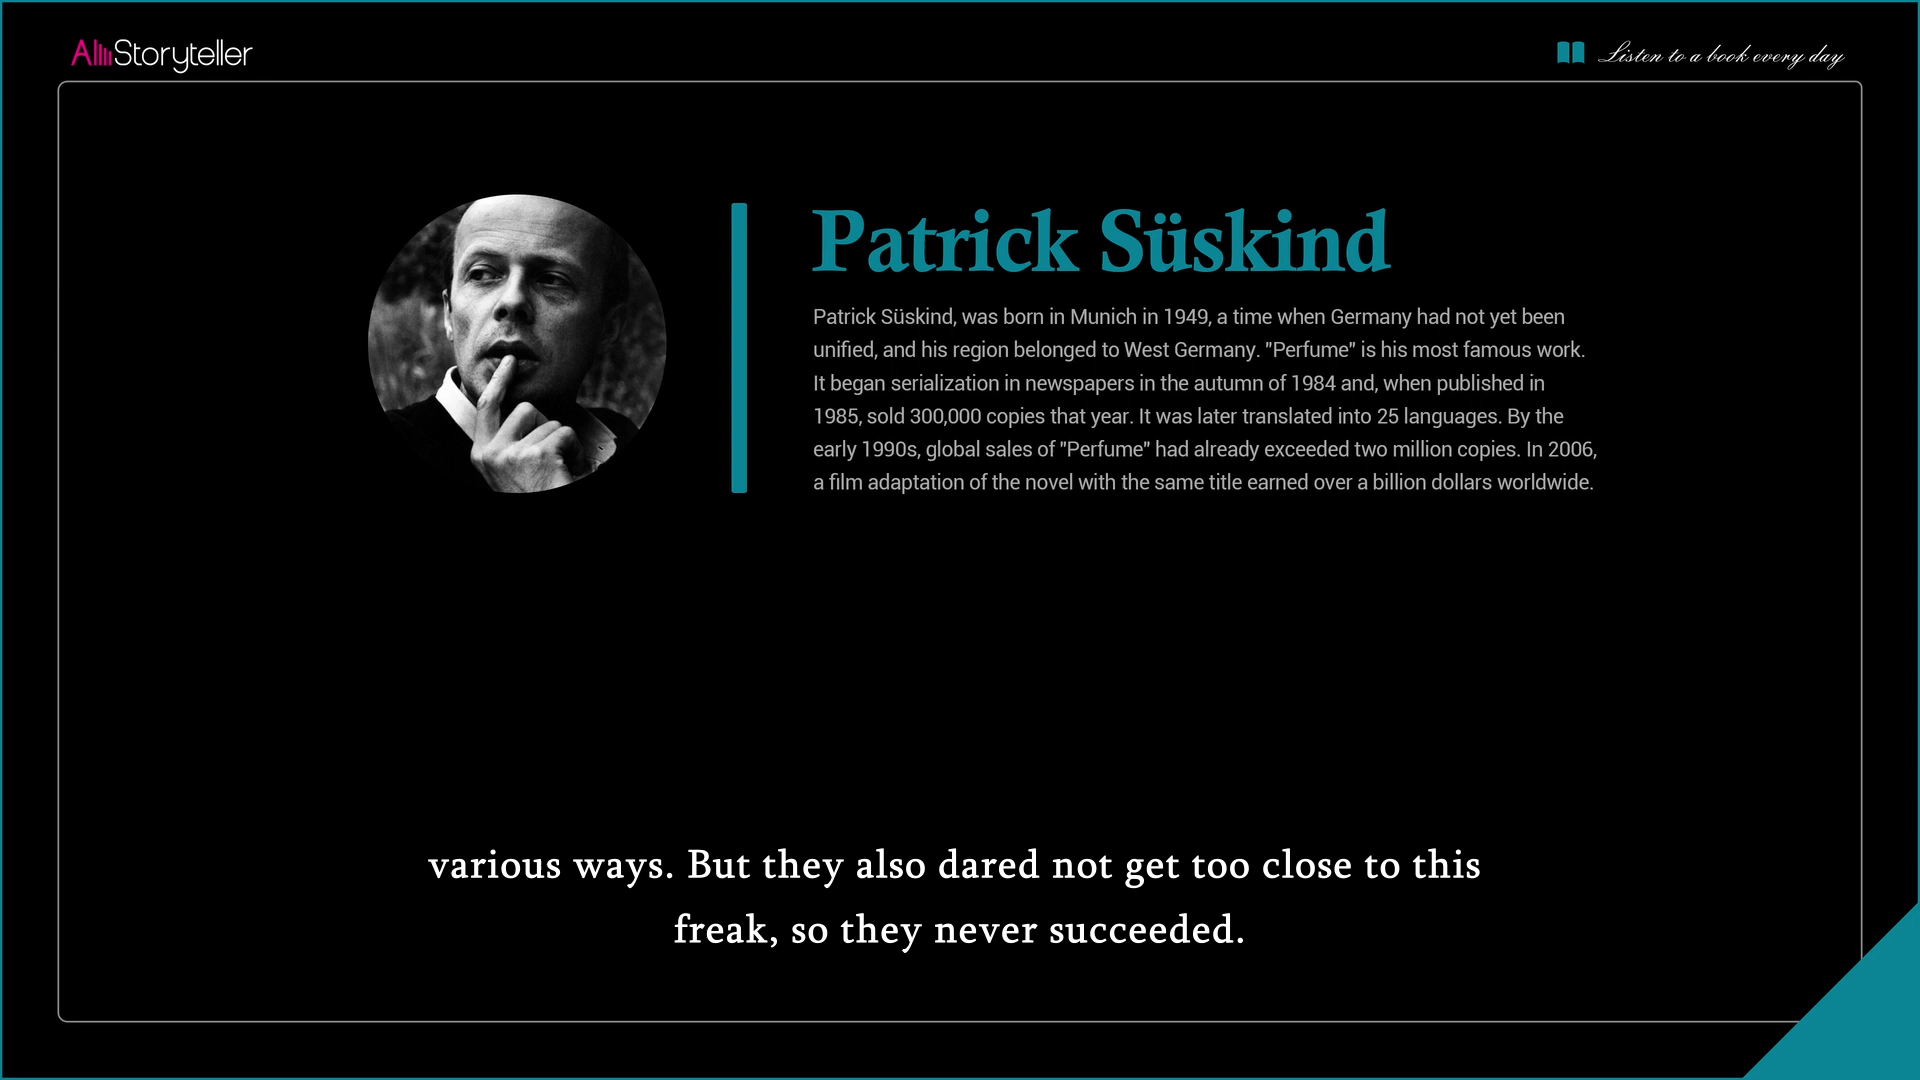 AIStoryteller
Listen to a book every day
Patrick Süskind
Patrick Süskind, was born in Munich in 1949, a time when Germany had not yet been
unified, and his region belonged to West Germany. "Perfume" is his most famous work.
It began serialization in newspapers in the autumn of 1984 and, when published in
1985, sold 300,000 copies that year. It was later translated into 25 languages. By the
early 1990s, global sales of "Perfume" had already exceeded two million copies. In 2006,
a film adaptation of the novel with the same title earned over a billion dollars worldwide.
various ways. But they also dared not get too close to this
freak, so they never succeeded.